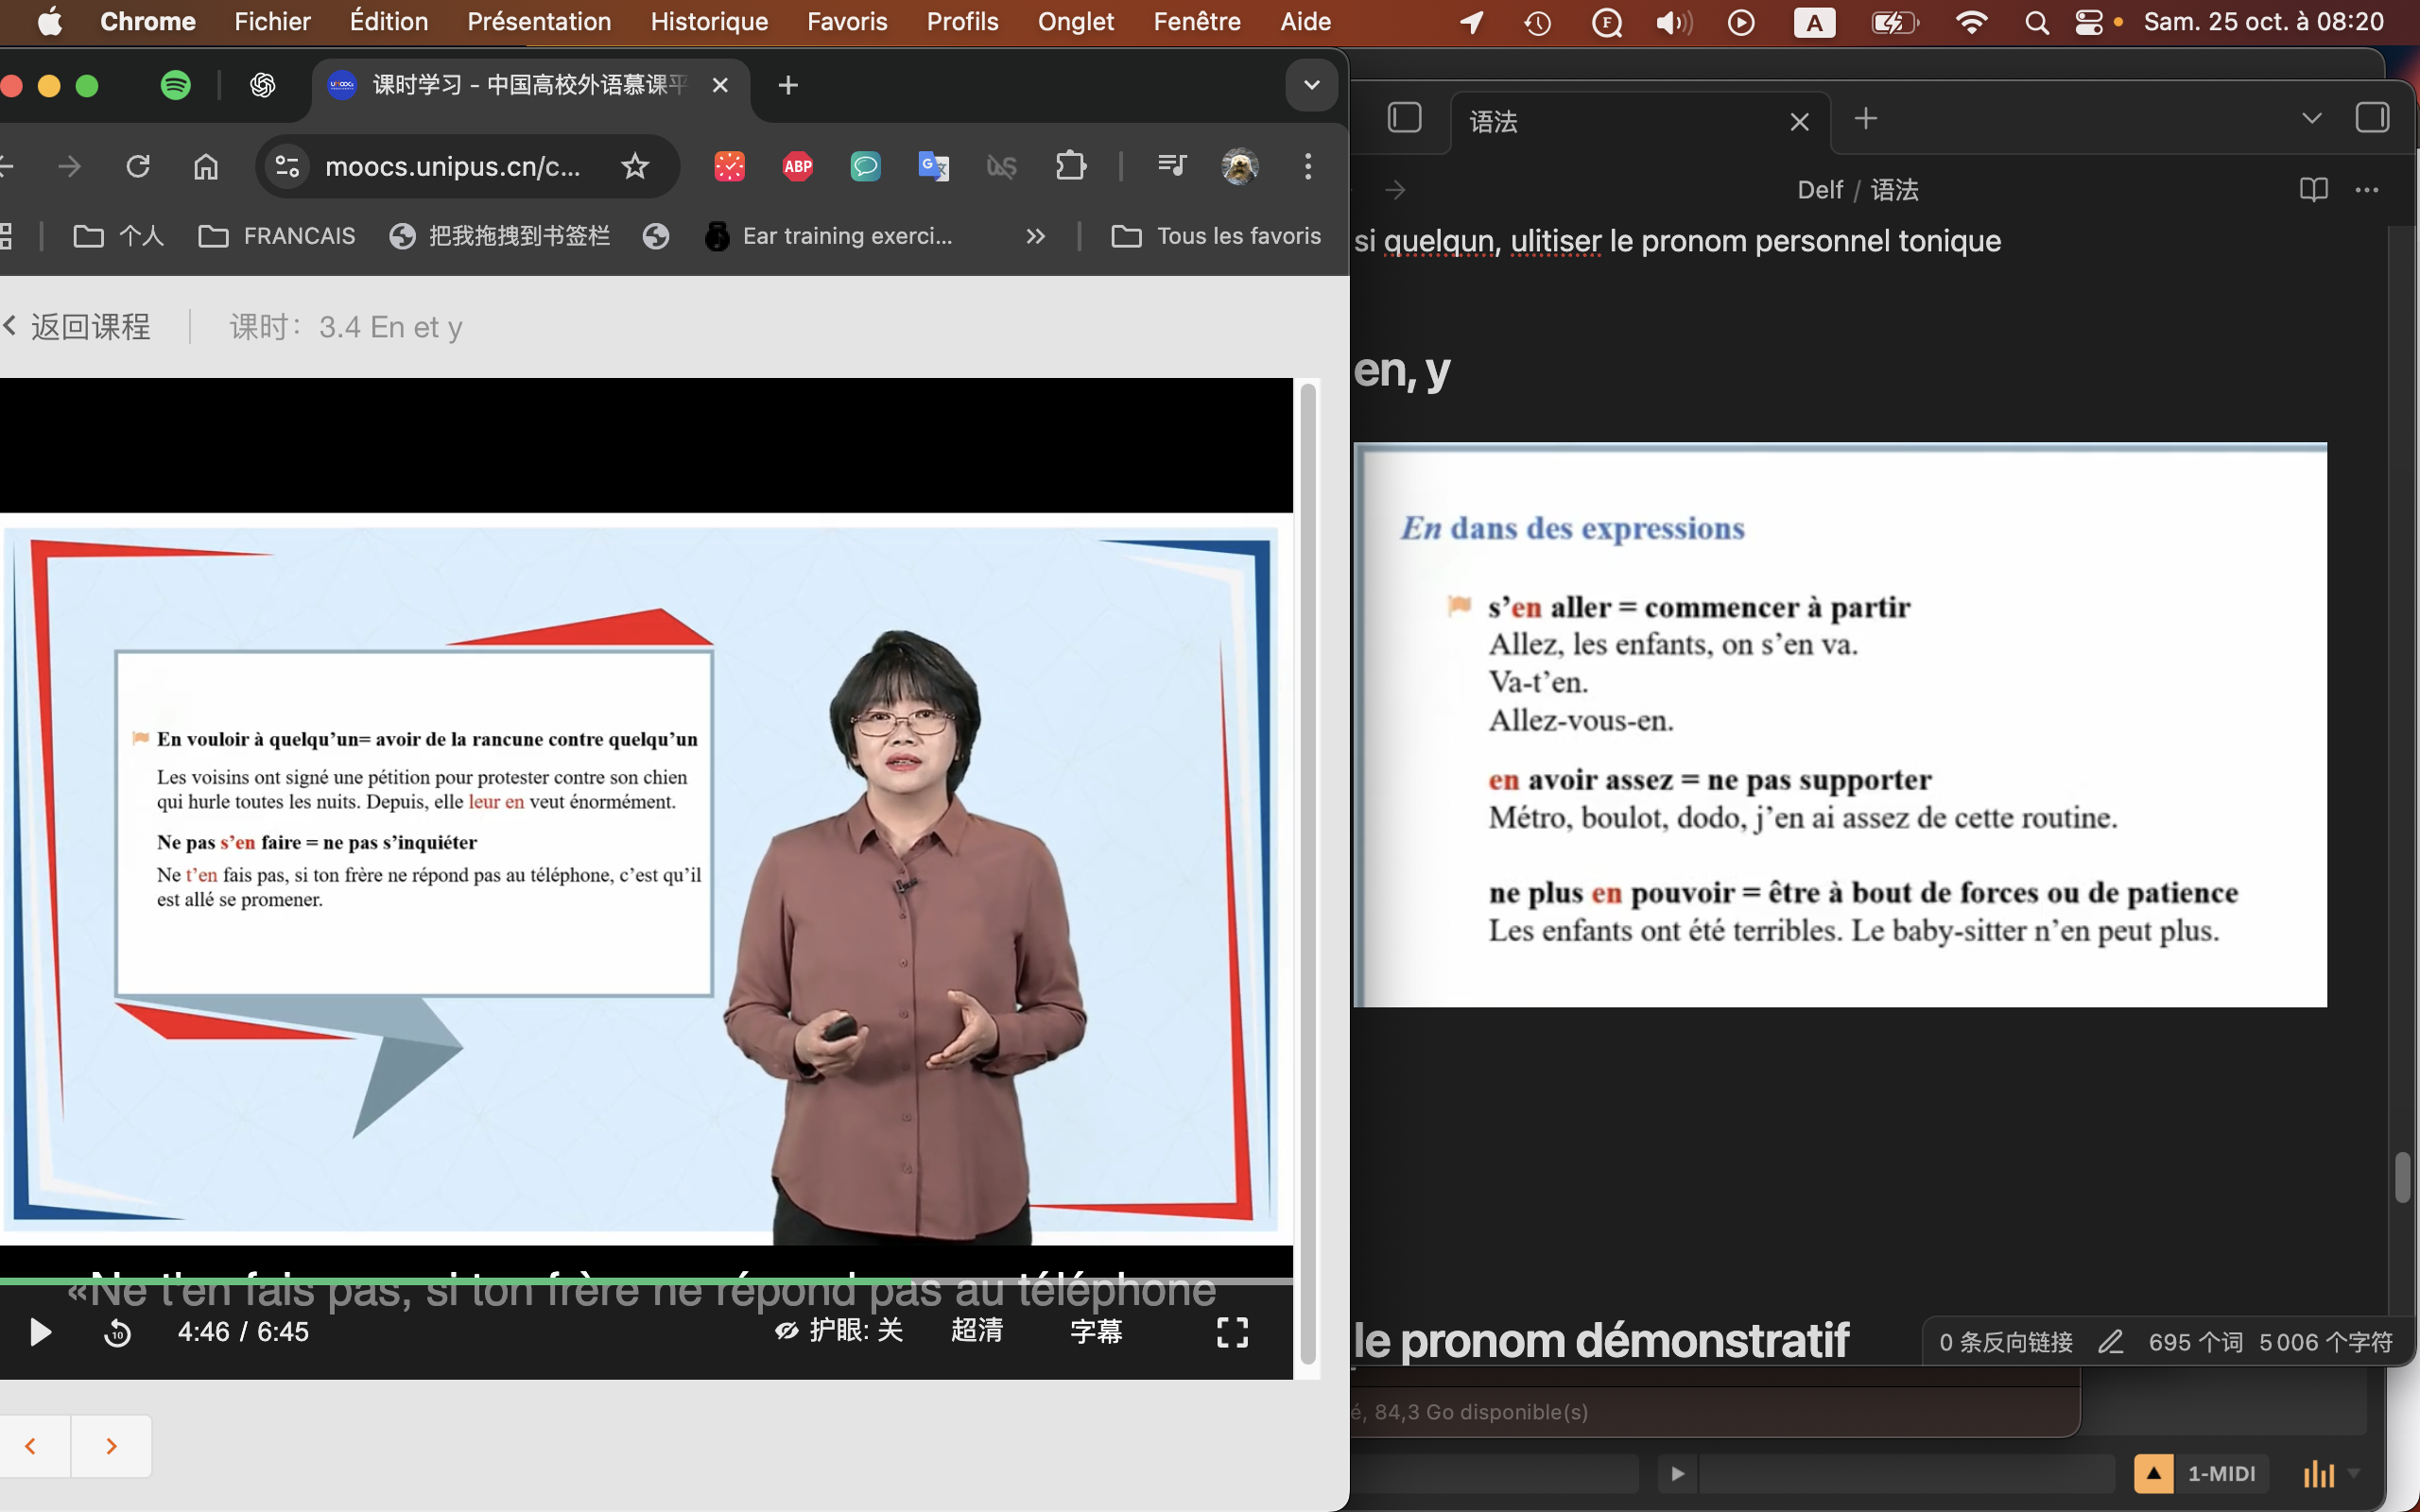 Chrome Fichier Édition Présentation Historique Favoris Profils Onglet Fenêtre Aide
A
Sam. 25 oct. à 08:20
课时学习 - 中国高校外语慕课平
moocs.unipus.cn/c...
ABP
个人
FRANCAIS
把我拖拽到书签栏
Ear training exerci...
Tous les favoris
返回课程
课时：3.4 En et y
En vouloir à quelqu’un= avoir de la rancune contre quelqu’un
Les voisins ont signé une pétition pour protester contre son chien
qui hurle toutes les nuits. Depuis, elle leur en veut énormément.
Ne pas s’en faire = ne pas s’inquiéter
Ne t’en fais pas, si ton frère ne répond pas au téléphone, c’est qu’il
est allé se promener.
«Ne t'en fais pas, si ton frère ne répond pas au téléphone
10
4:46 / 6:45
护眼: 关
超清
字幕
语法
Delf / 语法
si quelqun, ulitiser le pronom personnel tonique
en, y
En dans des expressions
s’en aller = commencer à partir
Allez, les enfants, on s’en va.
Va-t’en.
Allez-vous-en.
en avoir assez = ne pas supporter
Métro, boulot, dodo, j’en ai assez de cette routine.
ne plus en pouvoir = être à bout de forces ou de patience
Les enfants ont été terribles. Le baby-sitter n’en peut plus.
le pronom démonstratif
0 条反向链接
695 个词
5 006 个字符
é, 84,3 Go disponible(s)
1-MIDI